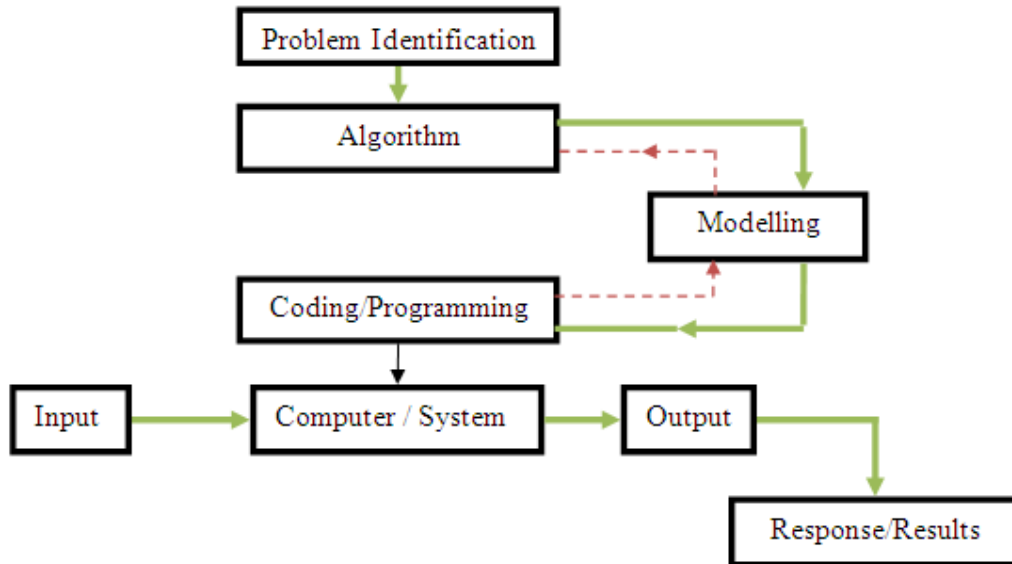 Problem Identification
Algorithm
Modelling
Coding/Programming
Input
Computer / System
Output
Response/Results